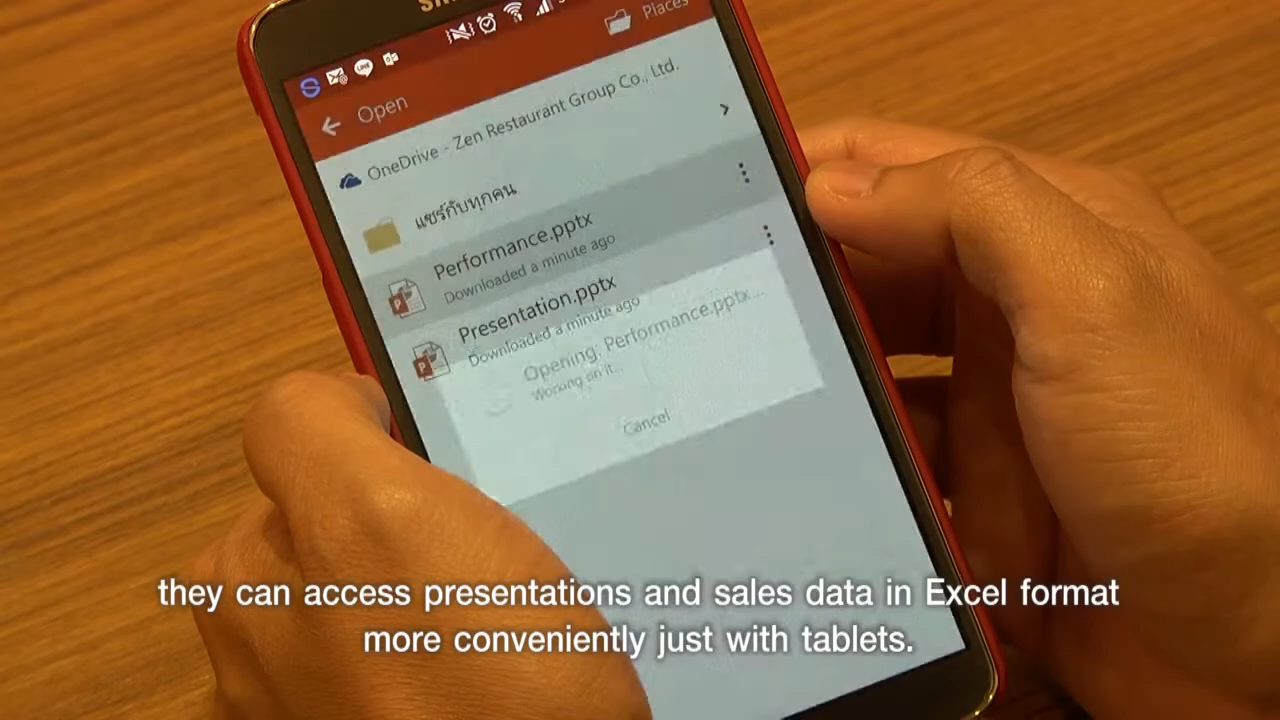 Places
Open
OneDrive - Zen Restaurant Group Co., Ltd.
แชร์กับทุกคน
Performance.pptx
Downloaded a minute ago
Presentation.pptx
Downloaded a minute ago
Opening: Performance.pptx...
Working on it...
Cancel
they can access presentations and sales data in Excel format
more conveniently just with tablets.